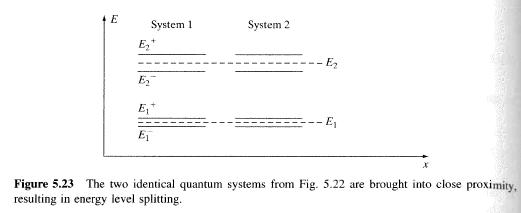 E
System 1 System 2
E₂⁺
E₂
E₂⁻
E₁⁺
E₁
E₁⁻
x
Figure 5.23 The two identical quantum systems from Fig. 5.22 are brought into close proximity,
resulting in energy level splitting.